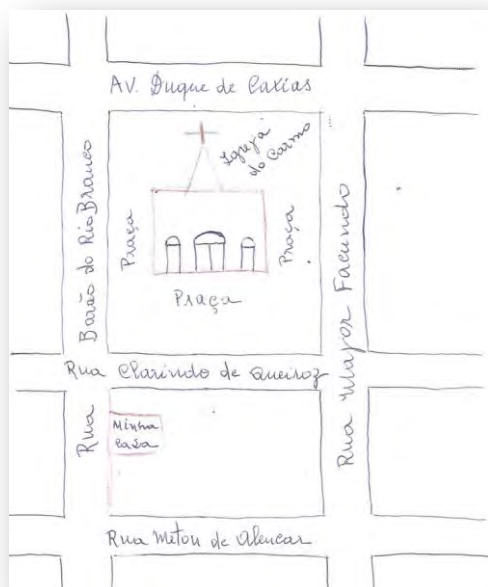 Av. Duque de Caxias
Igreja
do Carmo
Rua Barão do Rio Branco
Praça
Praça
Praça
Rua Major Facundo
Rua Clarindo de Queiroz
Minha
Casa
Rua Meton de Alencar